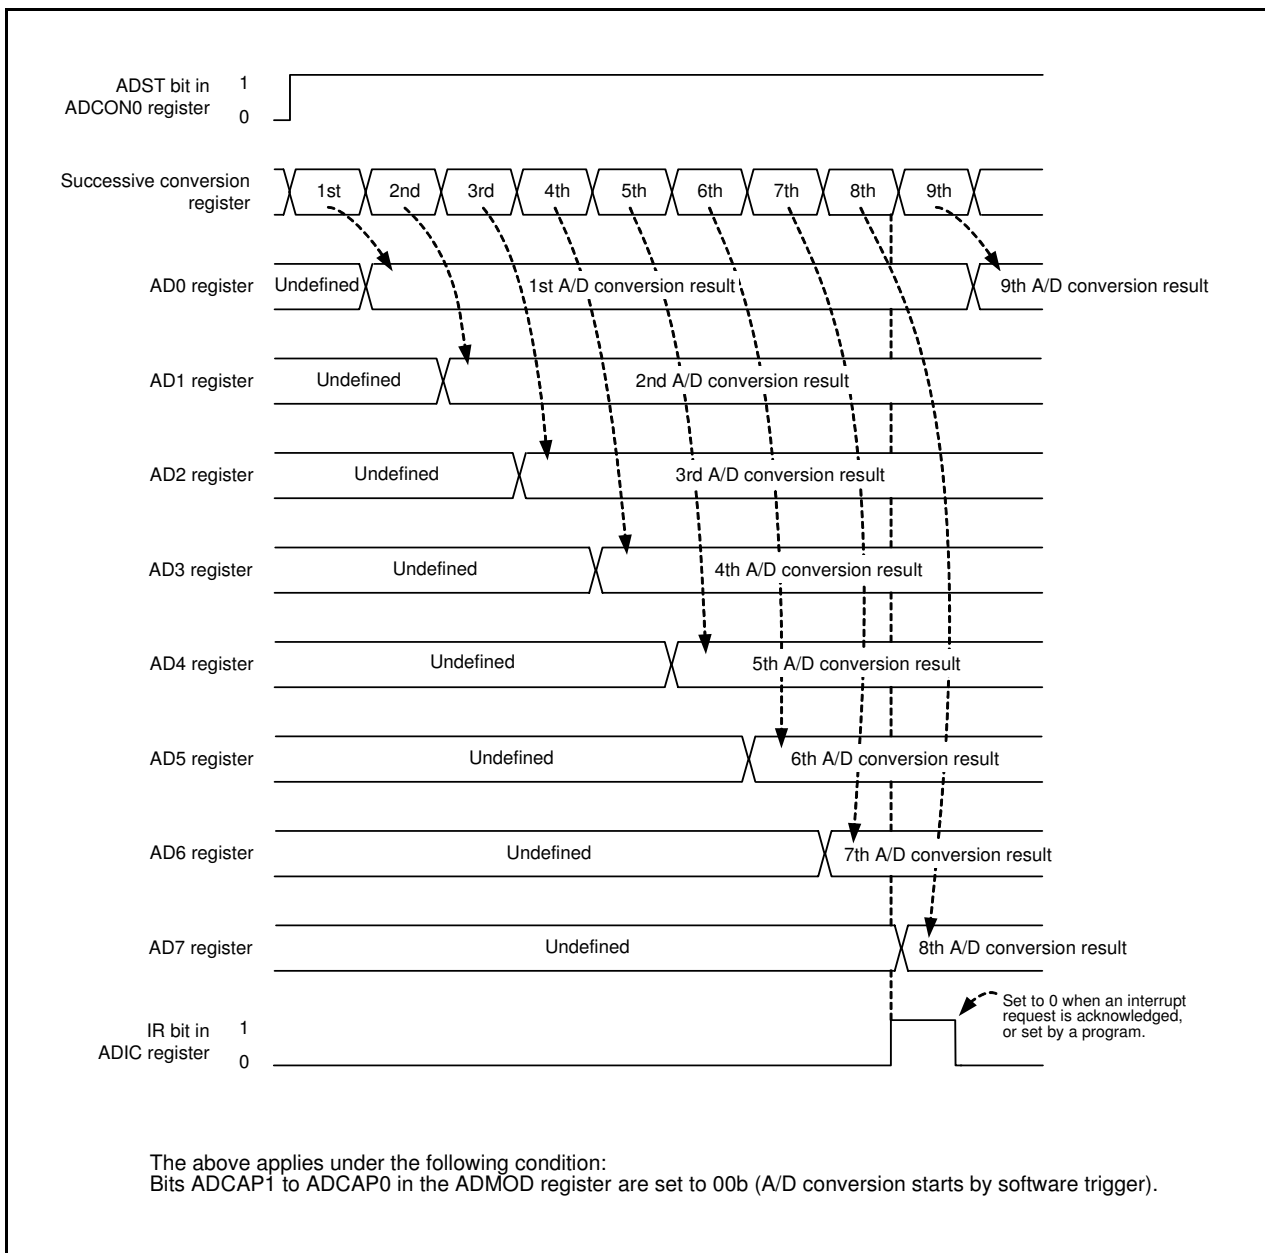 ADST bit in
ADCON0 register
1
0
Successive conversion
register
1st 2nd 3rd 4th 5th 6th 7th 8th 9th
AD0 register Undefined 1st A/D conversion result 9th A/D conversion result
AD1 register Undefined 2nd A/D conversion result
AD2 register Undefined 3rd A/D conversion result
AD3 register Undefined 4th A/D conversion result
AD4 register Undefined 5th A/D conversion result
AD5 register Undefined 6th A/D conversion result
AD6 register Undefined 7th A/D conversion result
AD7 register Undefined 8th A/D conversion result
IR bit in
ADIC register
1
0
Set to 0 when an interrupt
request is acknowledged,
or set by a program.
The above applies under the following condition:
Bits ADCAP1 to ADCAP0 in the ADMOD register are set to 00b (A/D conversion starts by software trigger).